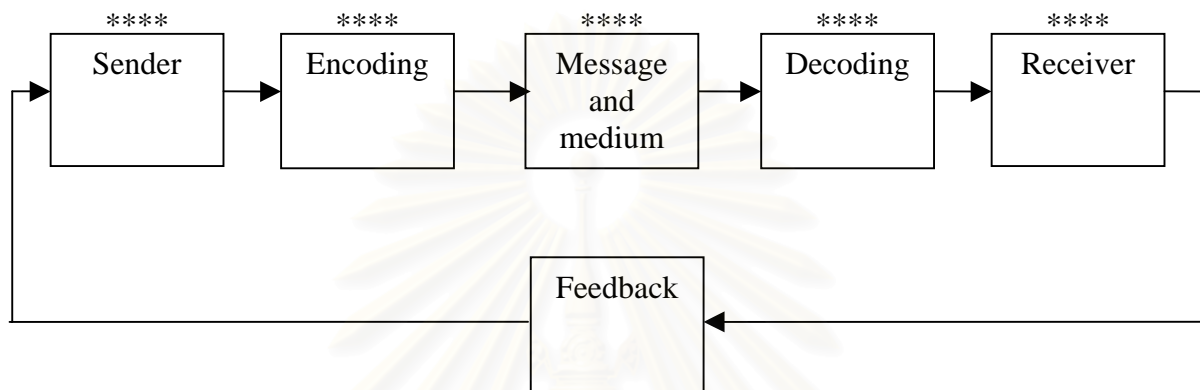 **** **** **** **** ****
Sender Encoding Message Decoding Receiver
and
medium
Feedback